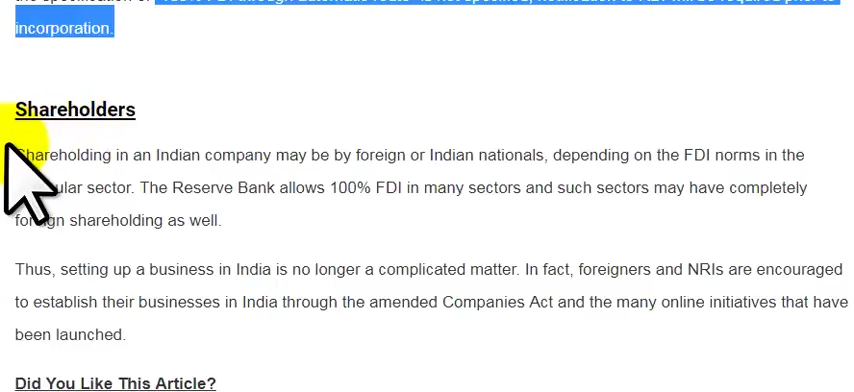 incorporation.
Shareholders
Shareholding in an Indian company may be by foreign or Indian nationals, depending on the FDI norms in the
sector. The Reserve Bank allows 100% FDI in many sectors and such sectors may have completely
foreign shareholding as well.
Thus, setting up a business in India is no longer a complicated matter. In fact, foreigners and NRIs are encouraged
to establish their businesses in India through the amended Companies Act and the many online initiatives that have
been launched.
Did You Like This Article?